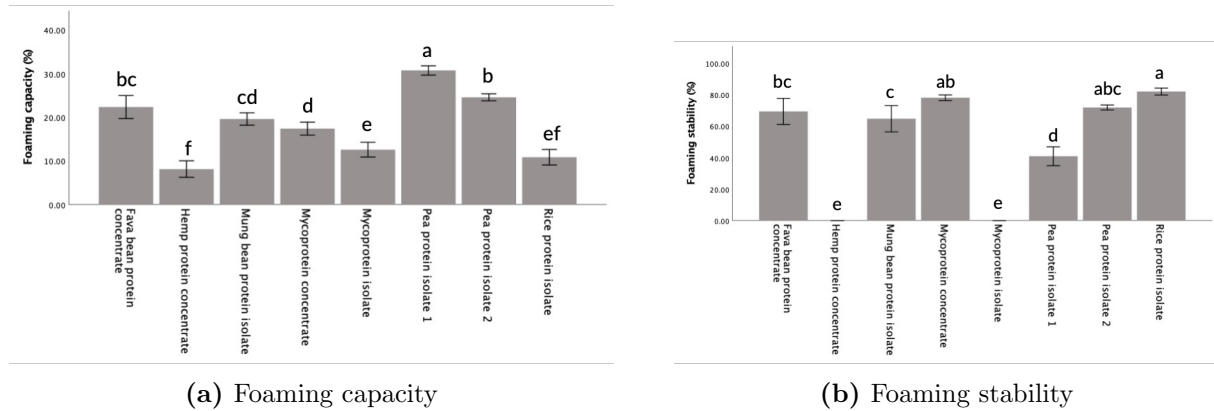 Foaming capacity (%)
40.00
30.00
20.00
10.00
0.00
bc
f
cd
d
e
a
b
ef
Fava bean protein
concentrate
Hemp protein concentrate
Mung bean protein isolate
Mycoprotein concentrate
Mycoprotein isolate
Pea protein isolate 1
Pea protein isolate 2
Rice protein isolate
(a) Foaming capacity
Foaming stability (%)
100.00
80.00
60.00
40.00
20.00
0.00
bc
e
c
ab
e
d
abc
a
Fava bean protein
concentrate
Hemp protein concentrate
Mung bean protein isolate
Mycoprotein concentrate
Mycoprotein isolate
Pea protein isolate 1
Pea protein isolate 2
Rice protein isolate
(b) Foaming stability